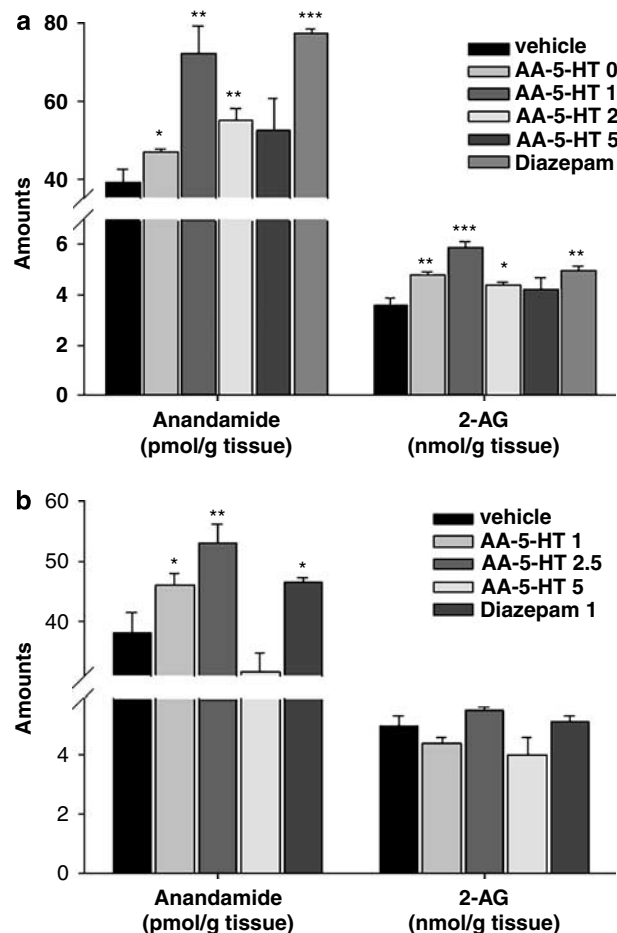 a
80
60
40
6
4
2
0
Amounts
*
**
**
***
**
***
*
**
vehicle
AA-5-HT 0
AA-5-HT 1
AA-5-HT 2
AA-5-HT 5
Diazepam
Anandamide
(pmol/g tissue)
2-AG
(nmol/g tissue)
b
60
50
40
4
2
0
Amounts
*
**
*
vehicle
AA-5-HT 1
AA-5-HT 2.5
AA-5-HT 5
Diazepam 1
Anandamide
(pmol/g tissue)
2-AG
(nmol/g tissue)